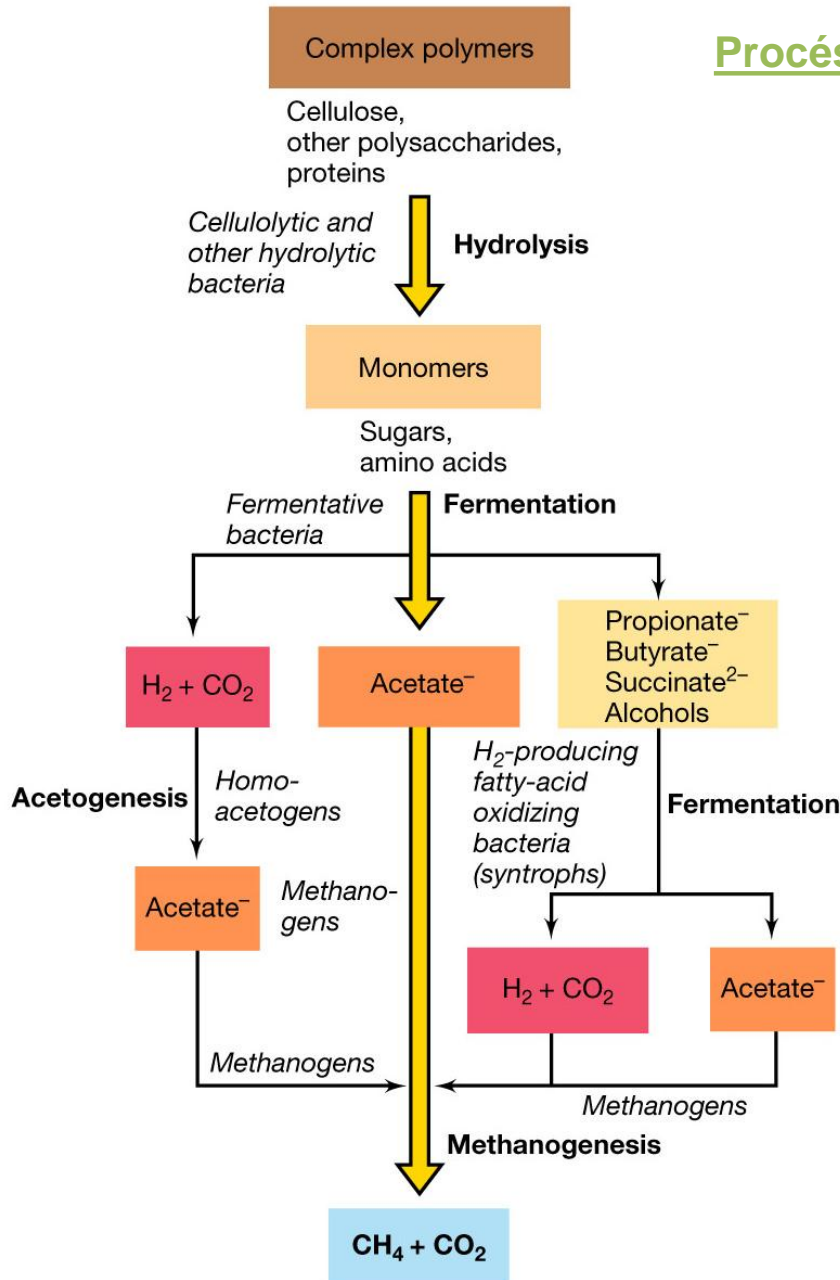 Procés
Complex polymers
Cellulose,
other polysaccharides,
proteins
Cellulolytic and
other hydrolytic
bacteria
Hydrolysis
Monomers
Sugars,
amino acids
Fermentative
bacteria
Fermentation
H₂ + CO₂
Acetate⁻
Propionate⁻
Butyrate⁻
Succinate²⁻
Alcohols
Acetogenesis
Homo-
acetogens
H₂-producing
fatty-acid
oxidizing
bacteria
(syntrophs)
Fermentation
Acetate⁻
Methano-
gens
H₂ + CO₂
Acetate⁻
Methanogens
Methanogens
Methanogenesis
CH₄ + CO₂